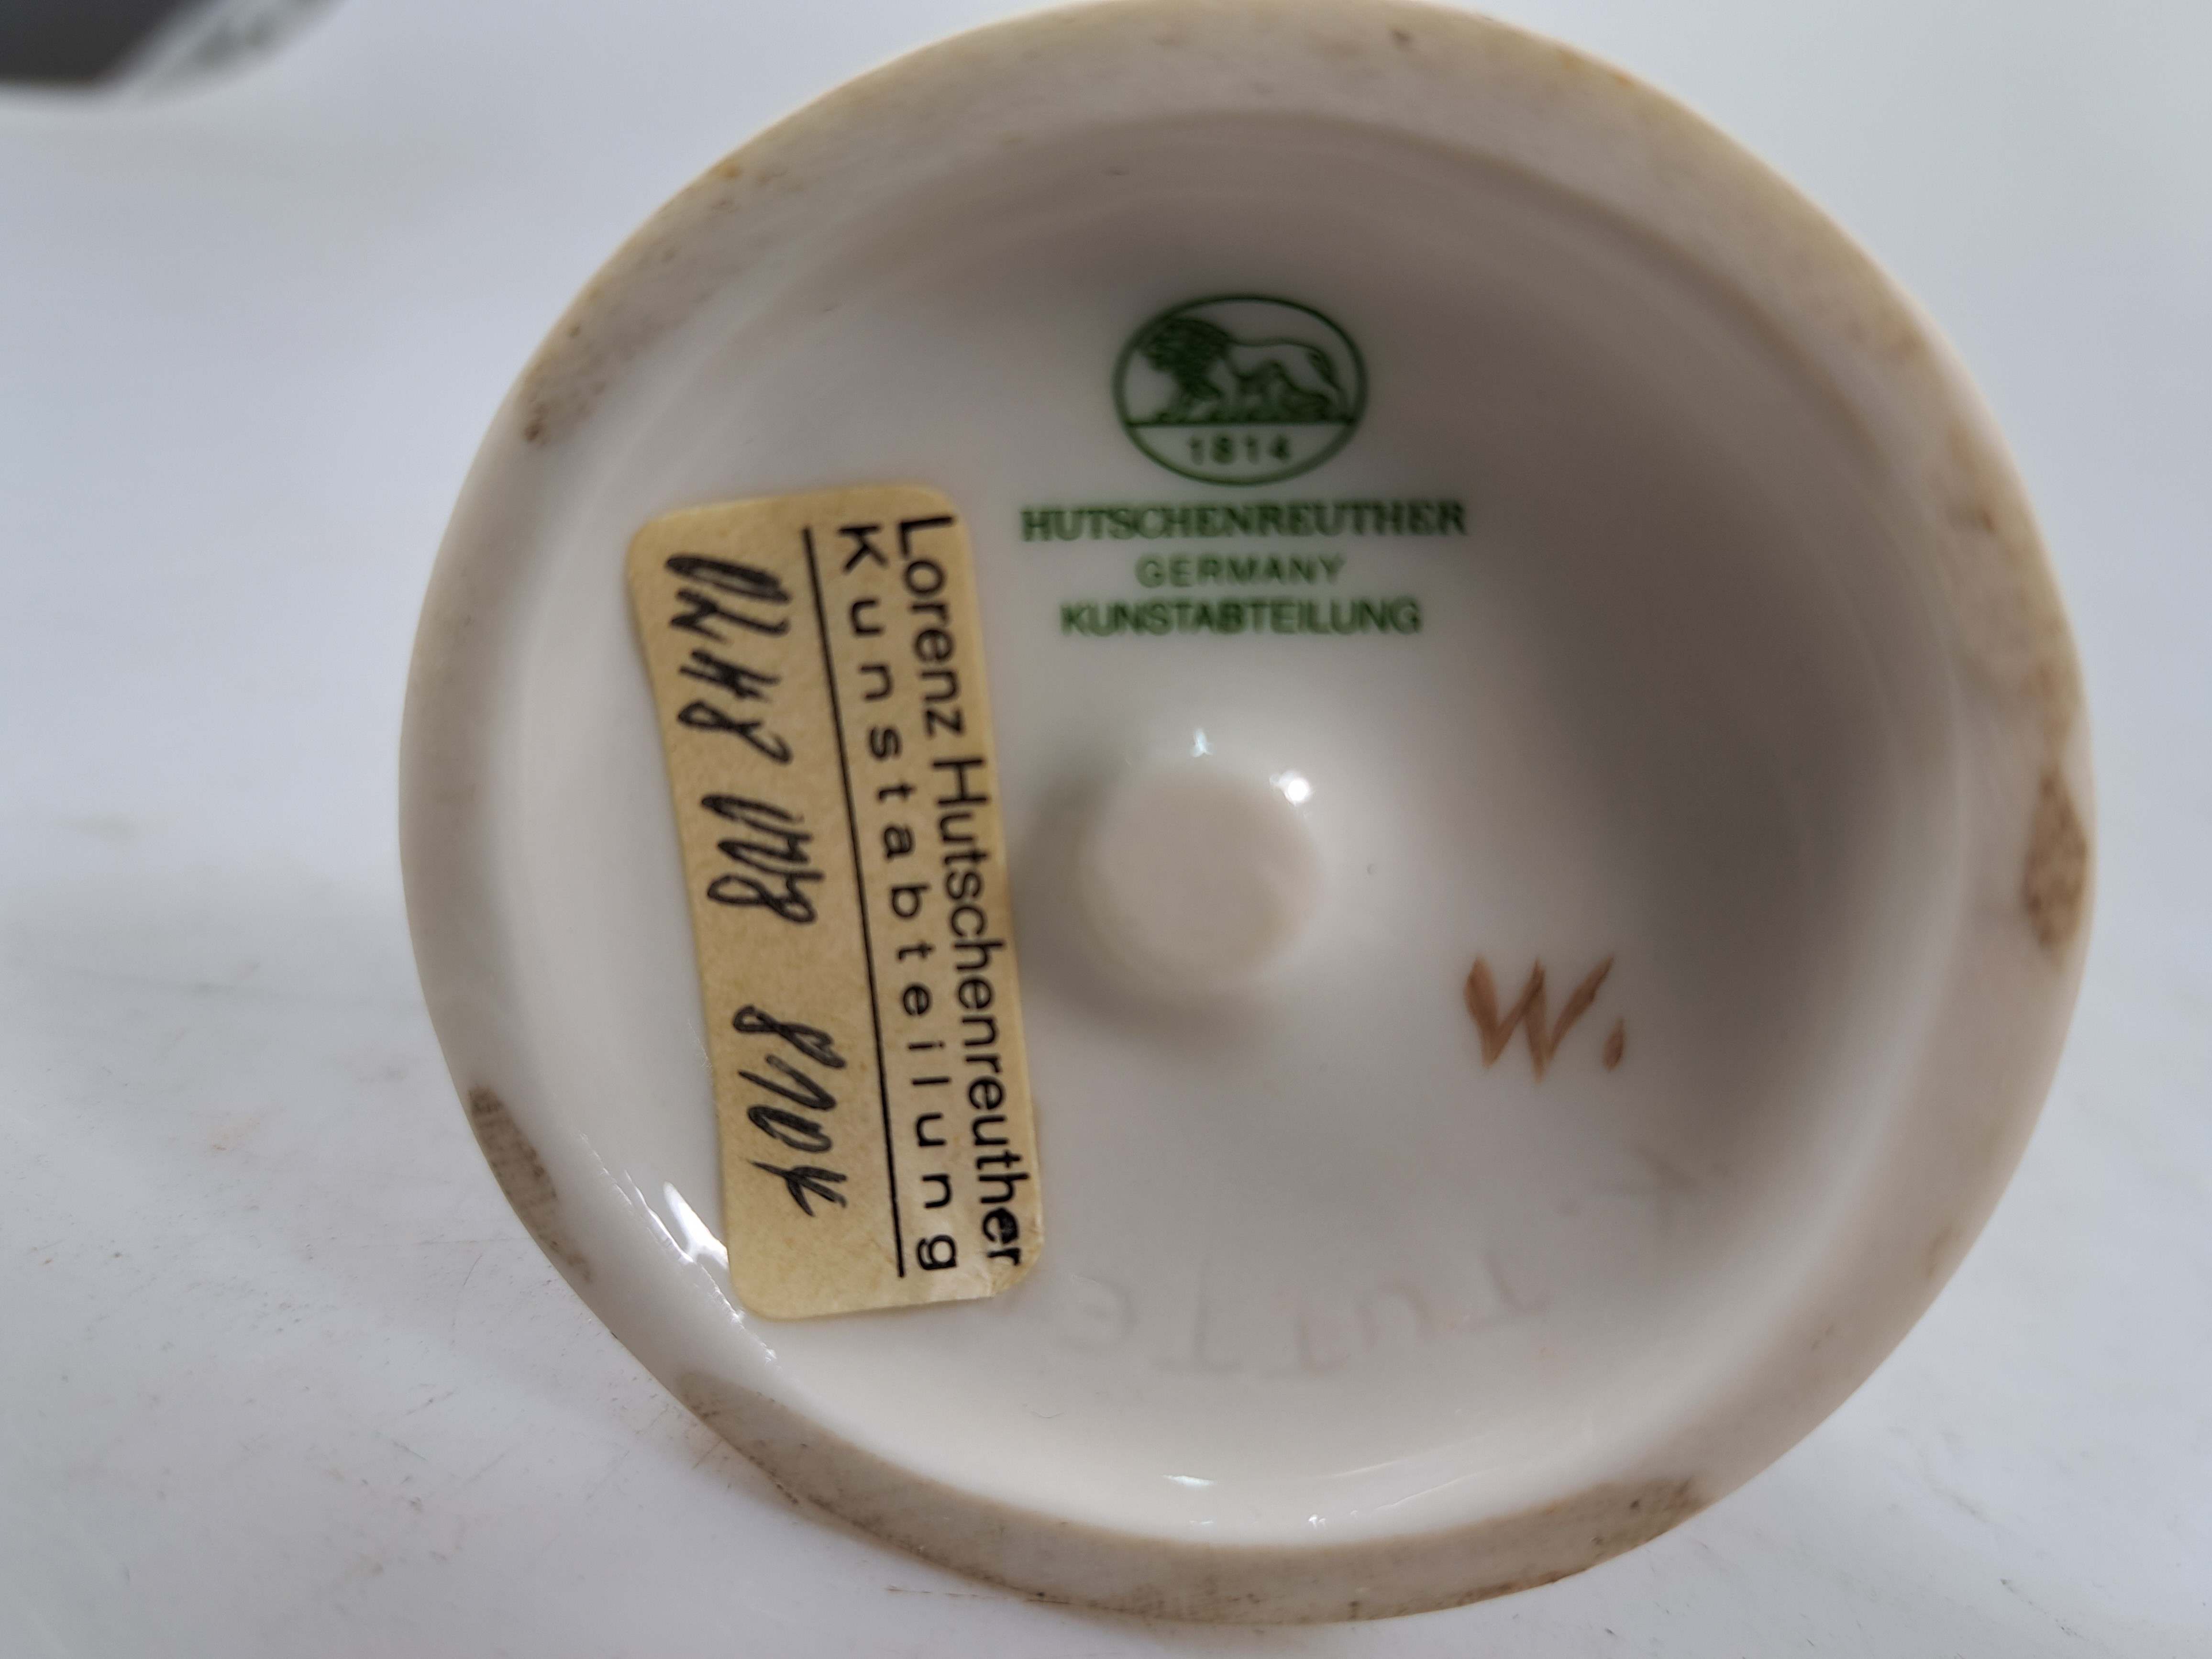 1814
HUTSCHENREUTHER
GERMANY
KUNSTABTEILUNG
Lorenz Hutschenreuther
Kunstabteilung
W.